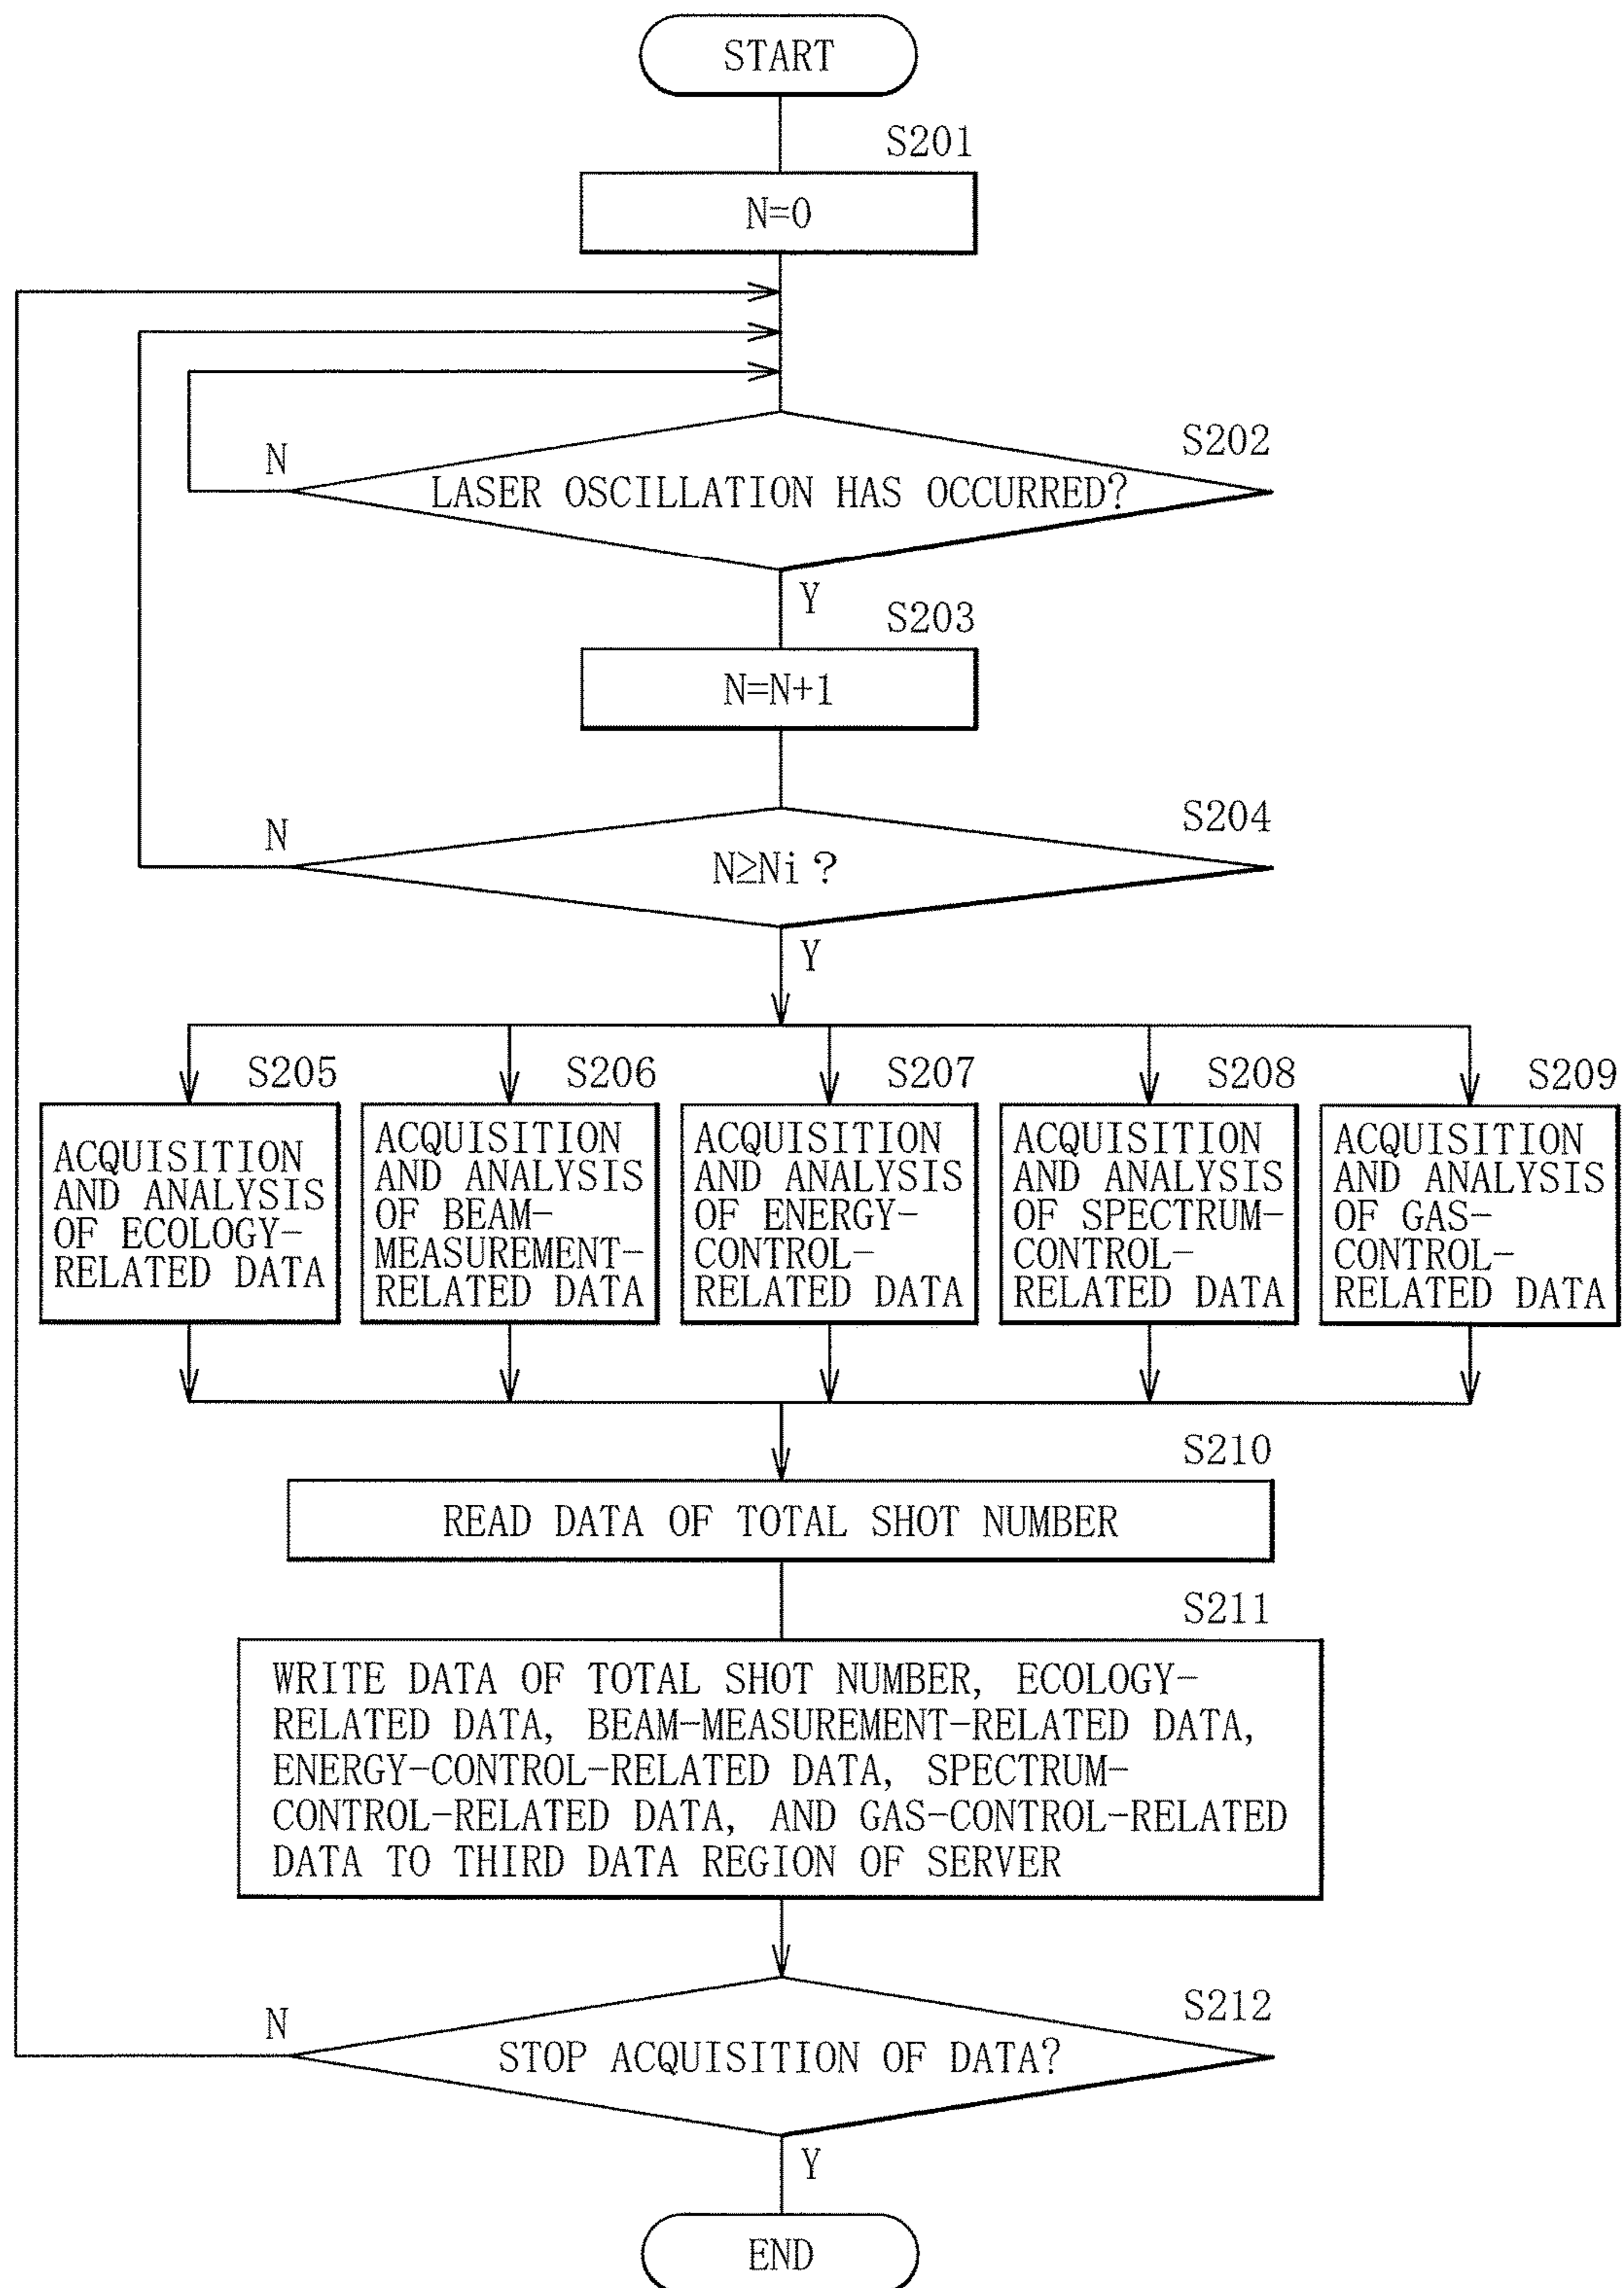 START
S201
N=0
S202
N
LASER OSCILLATION HAS OCCURRED?
Y
S203
N=N+1
S204
N
N≥Ni?
Y
S205
ACQUISITION
AND ANALYSIS
OF ECOLOGY-
RELATED DATA
S206
ACQUISITION
AND ANALYSIS
OF BEAM-
MEASUREMENT-
RELATED DATA
S207
ACQUISITION
AND ANALYSIS
OF ENERGY-
CONTROL-
RELATED DATA
S208
ACQUISITION
AND ANALYSIS
OF SPECTRUM-
CONTROL-
RELATED DATA
S209
ACQUISITION
AND ANALYSIS
OF GAS-
CONTROL-
RELATED DATA
S210
READ DATA OF TOTAL SHOT NUMBER
S211
WRITE DATA OF TOTAL SHOT NUMBER, ECOLOGY-
RELATED DATA, BEAM-MEASUREMENT-RELATED DATA,
ENERGY-CONTROL-RELATED DATA, SPECTRUM-
CONTROL-RELATED DATA, AND GAS-CONTROL-RELATED
DATA TO THIRD DATA REGION OF SERVER
S212
N
STOP ACQUISITION OF DATA?
Y
END